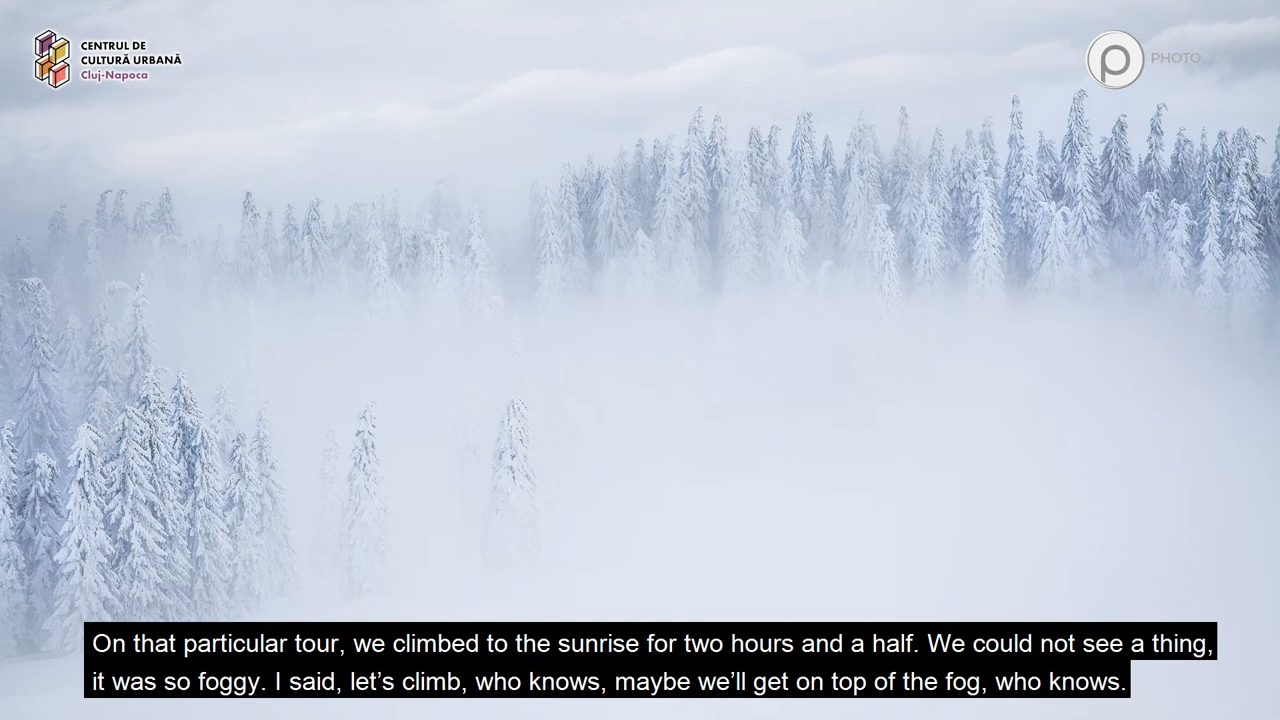 CENTRUL DE
CULTURĂ URBANĂ
Cluj-Napoca
PHOTO
On that particular tour, we climbed to the sunrise for two hours and a half. We could not see a thing,
it was so foggy. I said, let’s climb, who knows, maybe we’ll get on top of the fog, who knows.